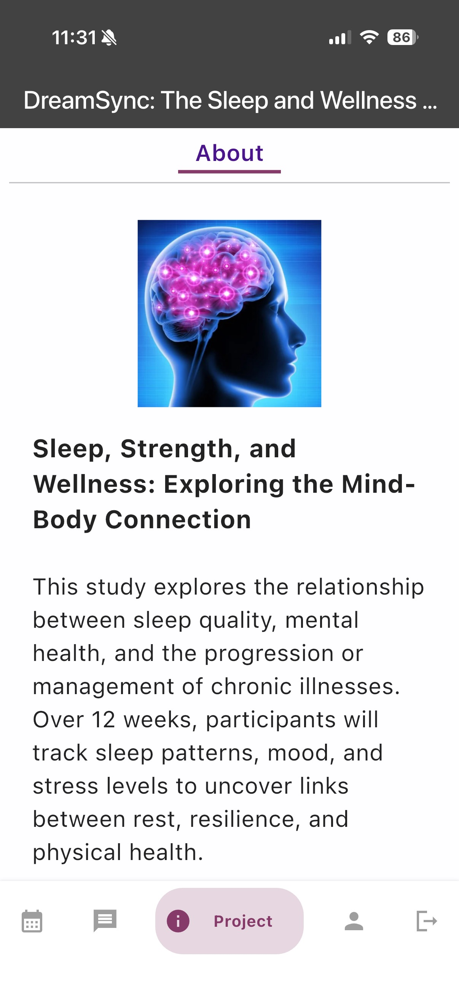 11:31
86
DreamSync: The Sleep and Wellness ...
About
Sleep, Strength, and
Wellness: Exploring the Mind-
Body Connection
This study explores the relationship
between sleep quality, mental
health, and the progression or
management of chronic illnesses.
Over 12 weeks, participants will
track sleep patterns, mood, and
stress levels to uncover links
between rest, resilience, and
physical health.
Project